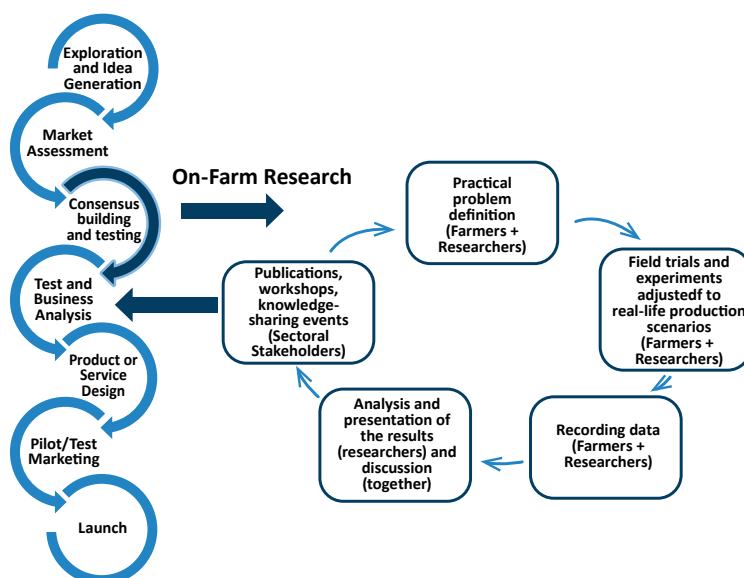 Exploration
and Idea
Generation
Market
Assessment
Consensus
building
and testing
Test and
Business
Analysis
Product or
Service
Design
Pilot/Test
Marketing
Launch
On-Farm Research
Practical
problem
definition
(Farmers +
Researchers)
Field trials and
experiments
adjustedf to
real-life production
scenarios
(Farmers +
Researchers)
Recording data
(Farmers +
Researchers)
Analysis and
presentation of
the results
(researchers) and
discussion
(together)
Publications,
workshops,
knowledge-
sharing events
(Sectoral
Stakeholders)